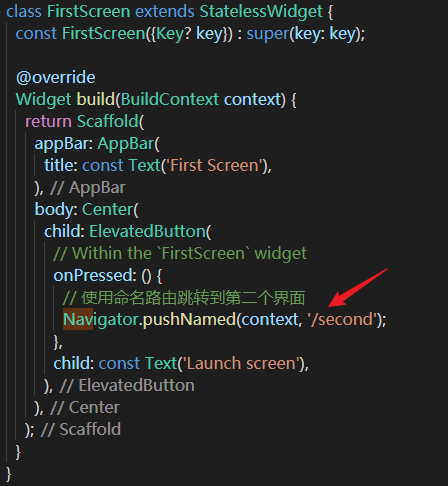 class FirstScreen extends StatelessWidget {
const FirstScreen({Key? key}) : super(key: key);
@override
Widget build(BuildContext context) {
return Scaffold(
appBar: AppBar(
title: const Text('First Screen'),
), // AppBar
body: Center(
child: ElevatedButton(
// Within the `FirstScreen` widget
onPressed: () {
// 使用命名路由跳转到第二个界面
Navigator.pushNamed(context, '/second');
},
child: const Text('Launch screen'),
), // ElevatedButton
), // Center
); // Scaffold
}
}